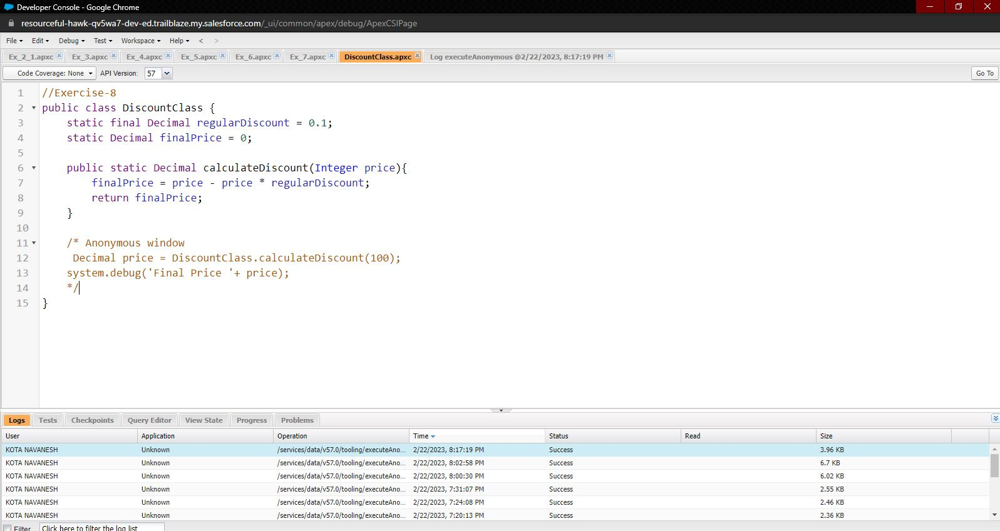 Developer Console - Google Chrome
resourceful-hawk-qv5wa7-dev-ed.trailblaze.my.salesforce.com/_ui/common/apex/debug/ApexCSIPage
File Edit Debug Test Workspace Help < >
Ex_2_1.apxc Ex_3.apxc Ex_4.apxc Ex_5.apxc Ex_6.apxc Ex_7.apxc DiscountClass.apxc Log executeAnonymous @2/22/2023, 8:17:19 PM
Code Coverage: None API Version: 57 Go To
1 //Exercise-8
2 public class DiscountClass {
3 static final Decimal regularDiscount = 0.1;
4 static Decimal finalPrice = 0;
5
6 public static Decimal calculateDiscount(Integer price){
7 finalPrice = price - price * regularDiscount;
8 return finalPrice;
9 }
10
11 /* Anonymous window
12 Decimal price = DiscountClass.calculateDiscount(100);
13 system.debug('Final Price '+ price);
14 */
15 }
Logs Tests Checkpoints Query Editor View State Progress Problems
User Application Operation Time Status Read Size
KOTA NAVANESH Unknown /services/data/v57.0/tooling/executeAno... 2/22/2023, 8:17:19 PM Success 3.96 KB
KOTA NAVANESH Unknown /services/data/v57.0/tooling/executeAno... 2/22/2023, 8:02:58 PM Success 6.7 KB
KOTA NAVANESH Unknown /services/data/v57.0/tooling/executeAno... 2/22/2023, 8:00:30 PM Success 6.02 KB
KOTA NAVANESH Unknown /services/data/v57.0/tooling/executeAno... 2/22/2023, 7:31:07 PM Success 2.55 KB
KOTA NAVANESH Unknown /services/data/v57.0/tooling/executeAno... 2/22/2023, 7:24:08 PM Success 2.46 KB
KOTA NAVANESH Unknown /services/data/v57.0/tooling/executeAno... 2/22/2023, 7:20:13 PM Success 2.36 KB
Filter Click here to filter the log list